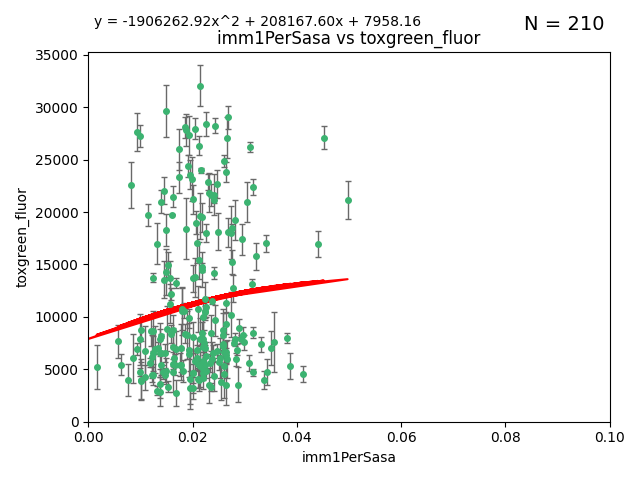 y = -1906262.92x^2 + 208167.60x + 7958.16
N = 210
imm1PerSasa vs toxgreen_fluor
35000
30000
25000
20000
15000
10000
5000
0
toxgreen_fluor
0.00 0.02 0.04 0.06 0.08 0.10
imm1PerSasa